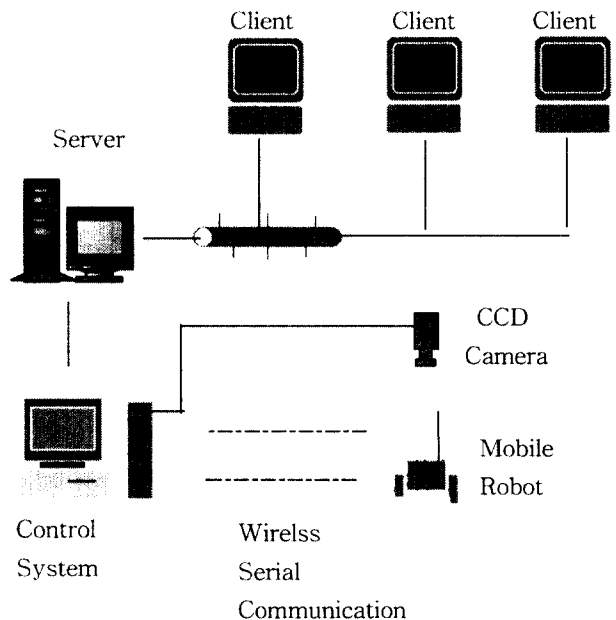 Client
Client
Client
Server
CCD
Camera
Mobile
Robot
Control
System
Wirelss
Serial
Communication